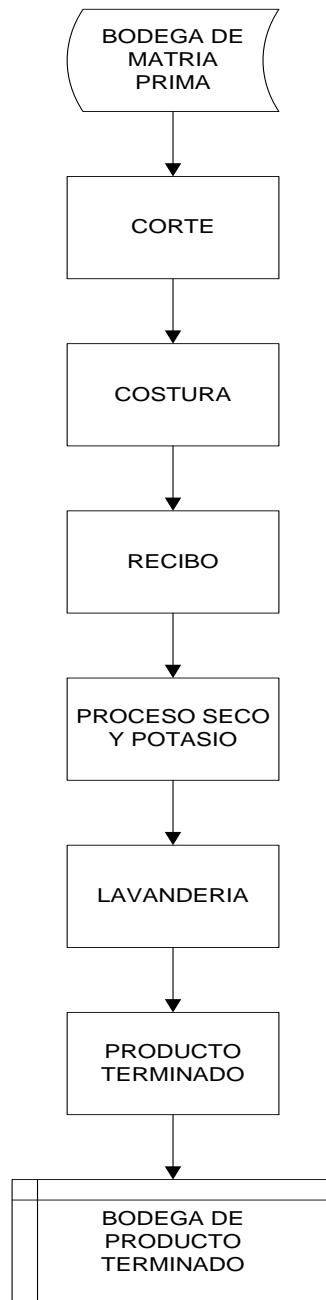 BODEGA DE
MATRIA
PRIMA
CORTE
COSTURA
RECIBO
PROCESO SECO
Y POTASIO
LAVANDERIA
PRODUCTO
TERMINADO
BODEGA DE
PRODUCTO
TERMINADO